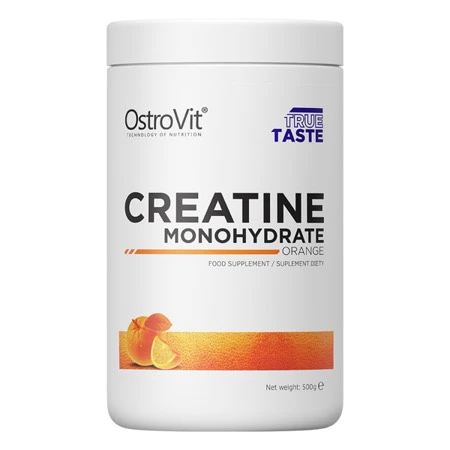 OstroVit®
TECHNOLOGY OF NUTRITION
TRUE
TASTE
CREATINE
MONOHYDRATE
ORANGE
FOOD SUPPLEMENT / SUPLEMENT DIETY
Net weight: 500g ℮